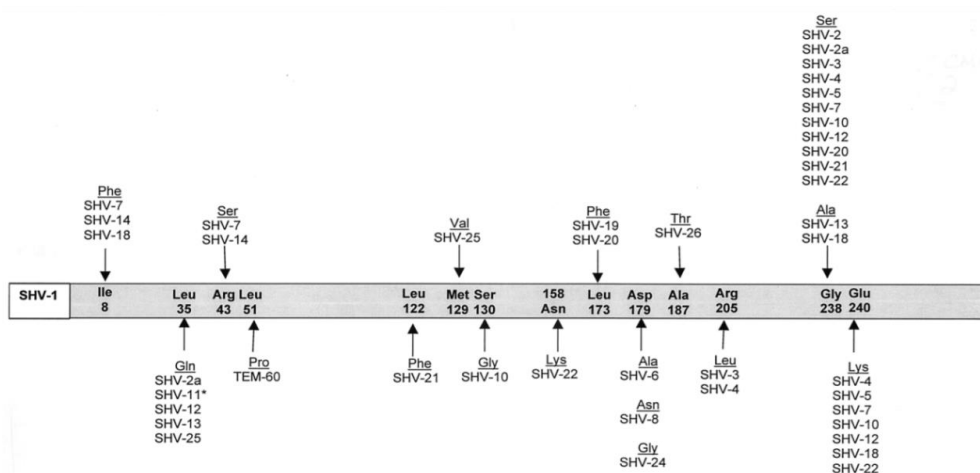 Ser
SHV-2
SHV-2a
SHV-3
SHV-4
SHV-5
SHV-7
SHV-10
SHV-12
SHV-20
SHV-21
SHV-22
Phe
SHV-7
SHV-14
SHV-18
Ser
SHV-7
SHV-14
Val
SHV-25
Phe
SHV-19
SHV-20
Thr
SHV-26
Ala
SHV-13
SHV-18
SHV-1
Ile
8
Leu
35
Arg
43
Leu
51
Leu
122
Met
129
Ser
130
158
Asn
Leu
173
Asp
179
Ala
187
Arg
205
Gly
238
Glu
240
Gln
SHV-2a
SHV-11*
SHV-12
SHV-13
SHV-25
Pro
TEM-60
Phe
SHV-21
Gly
SHV-10
Lys
SHV-22
Ala
SHV-6
Asn
SHV-8
Gly
SHV-24
Leu
SHV-3
SHV-4
Lys
SHV-4
SHV-5
SHV-7
SHV-10
SHV-12
SHV-18
SHV-22